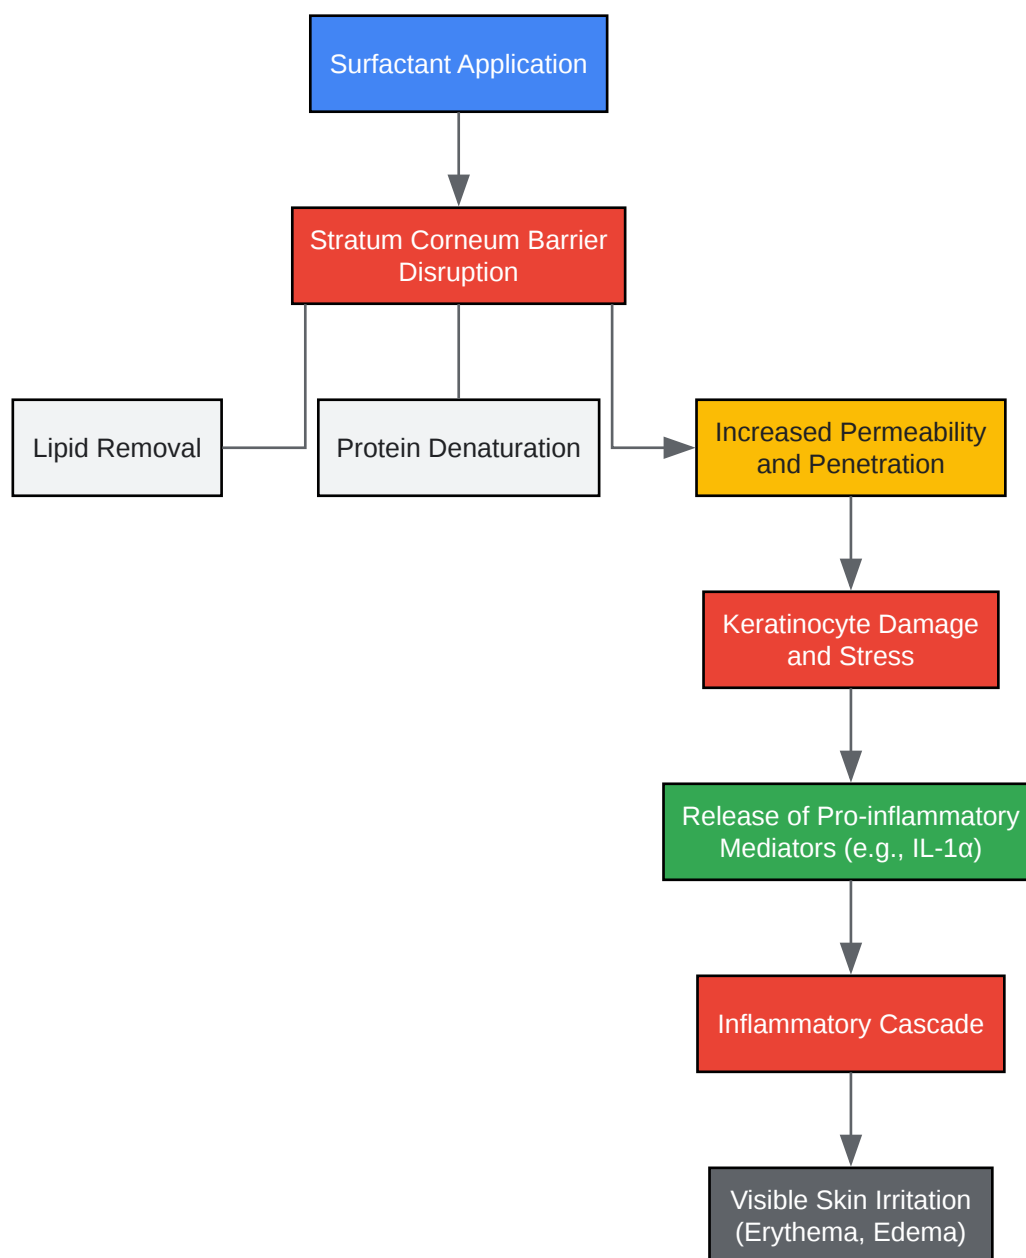 Surfactant Application
Stratum Corneum Barrier
Disruption
Lipid Removal
Protein Denaturation
Increased Permeability
and Penetration
Keratinocyte Damage
and Stress
Release of Pro-inflammatory
Mediators (e.g., IL-1α)
Inflammatory Cascade
Visible Skin Irritation
(Erythema, Edema)